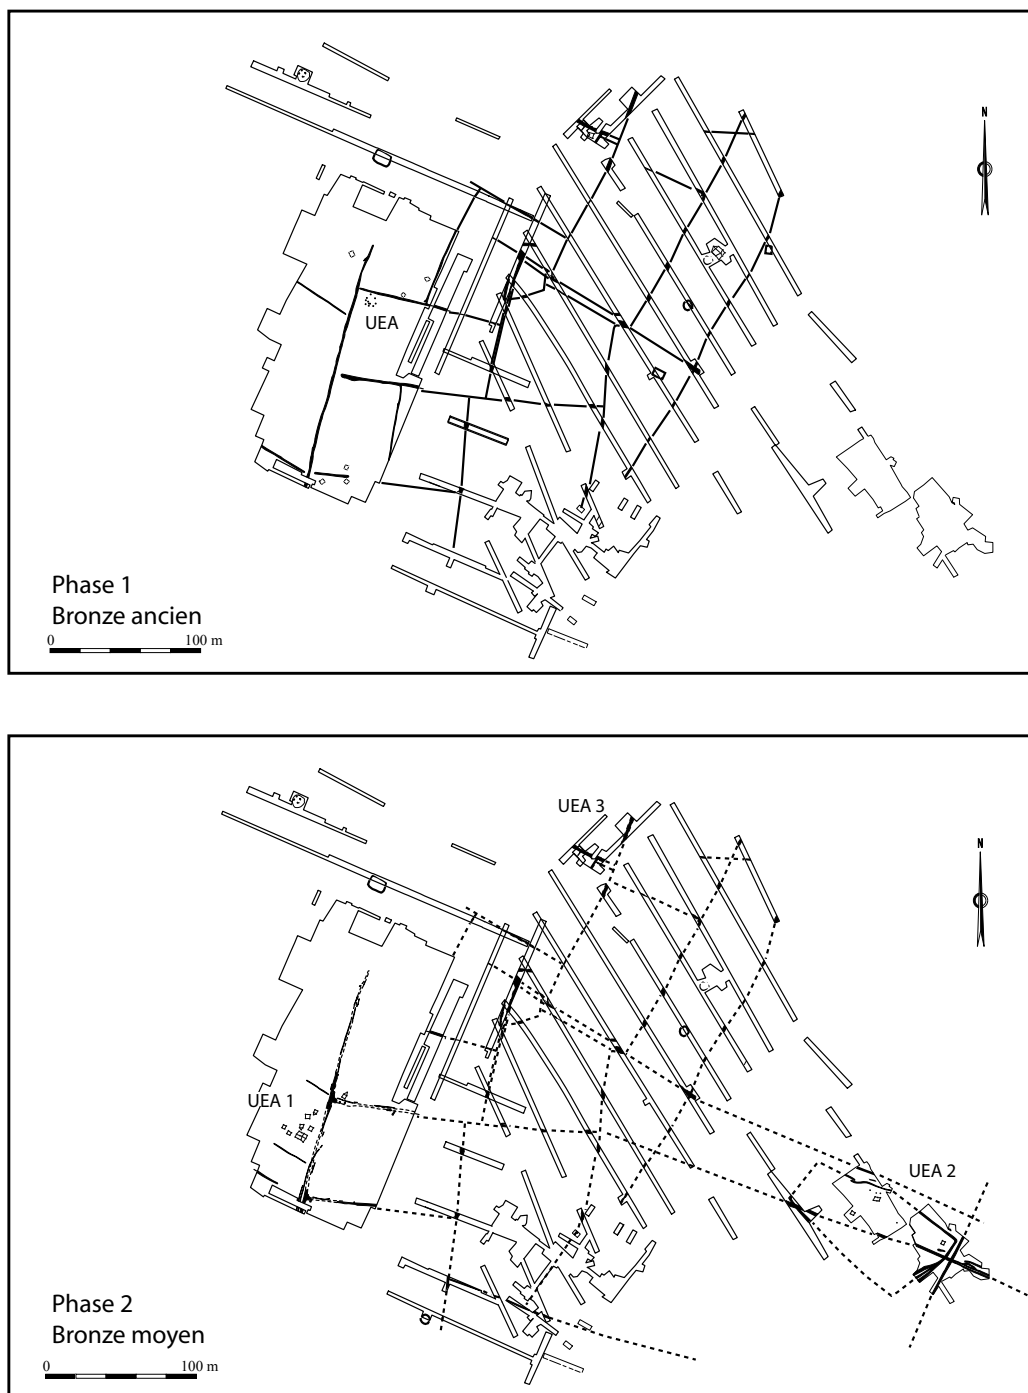 N
UEA
Phase 1
Bronze ancien
0 100 m
UEA 3
N
UEA 1
UEA 2
Phase 2
Bronze moyen
0 100 m